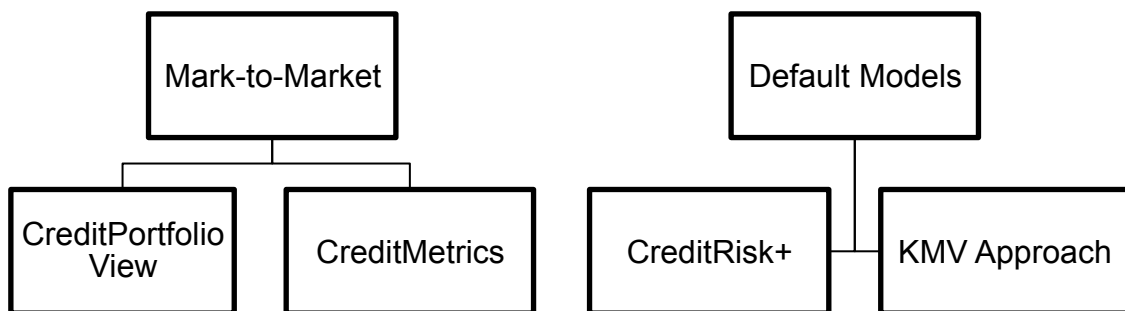 Mark-to-Market
Default Models
CreditPortfolio
View
CreditMetrics
CreditRisk+
KMV Approach